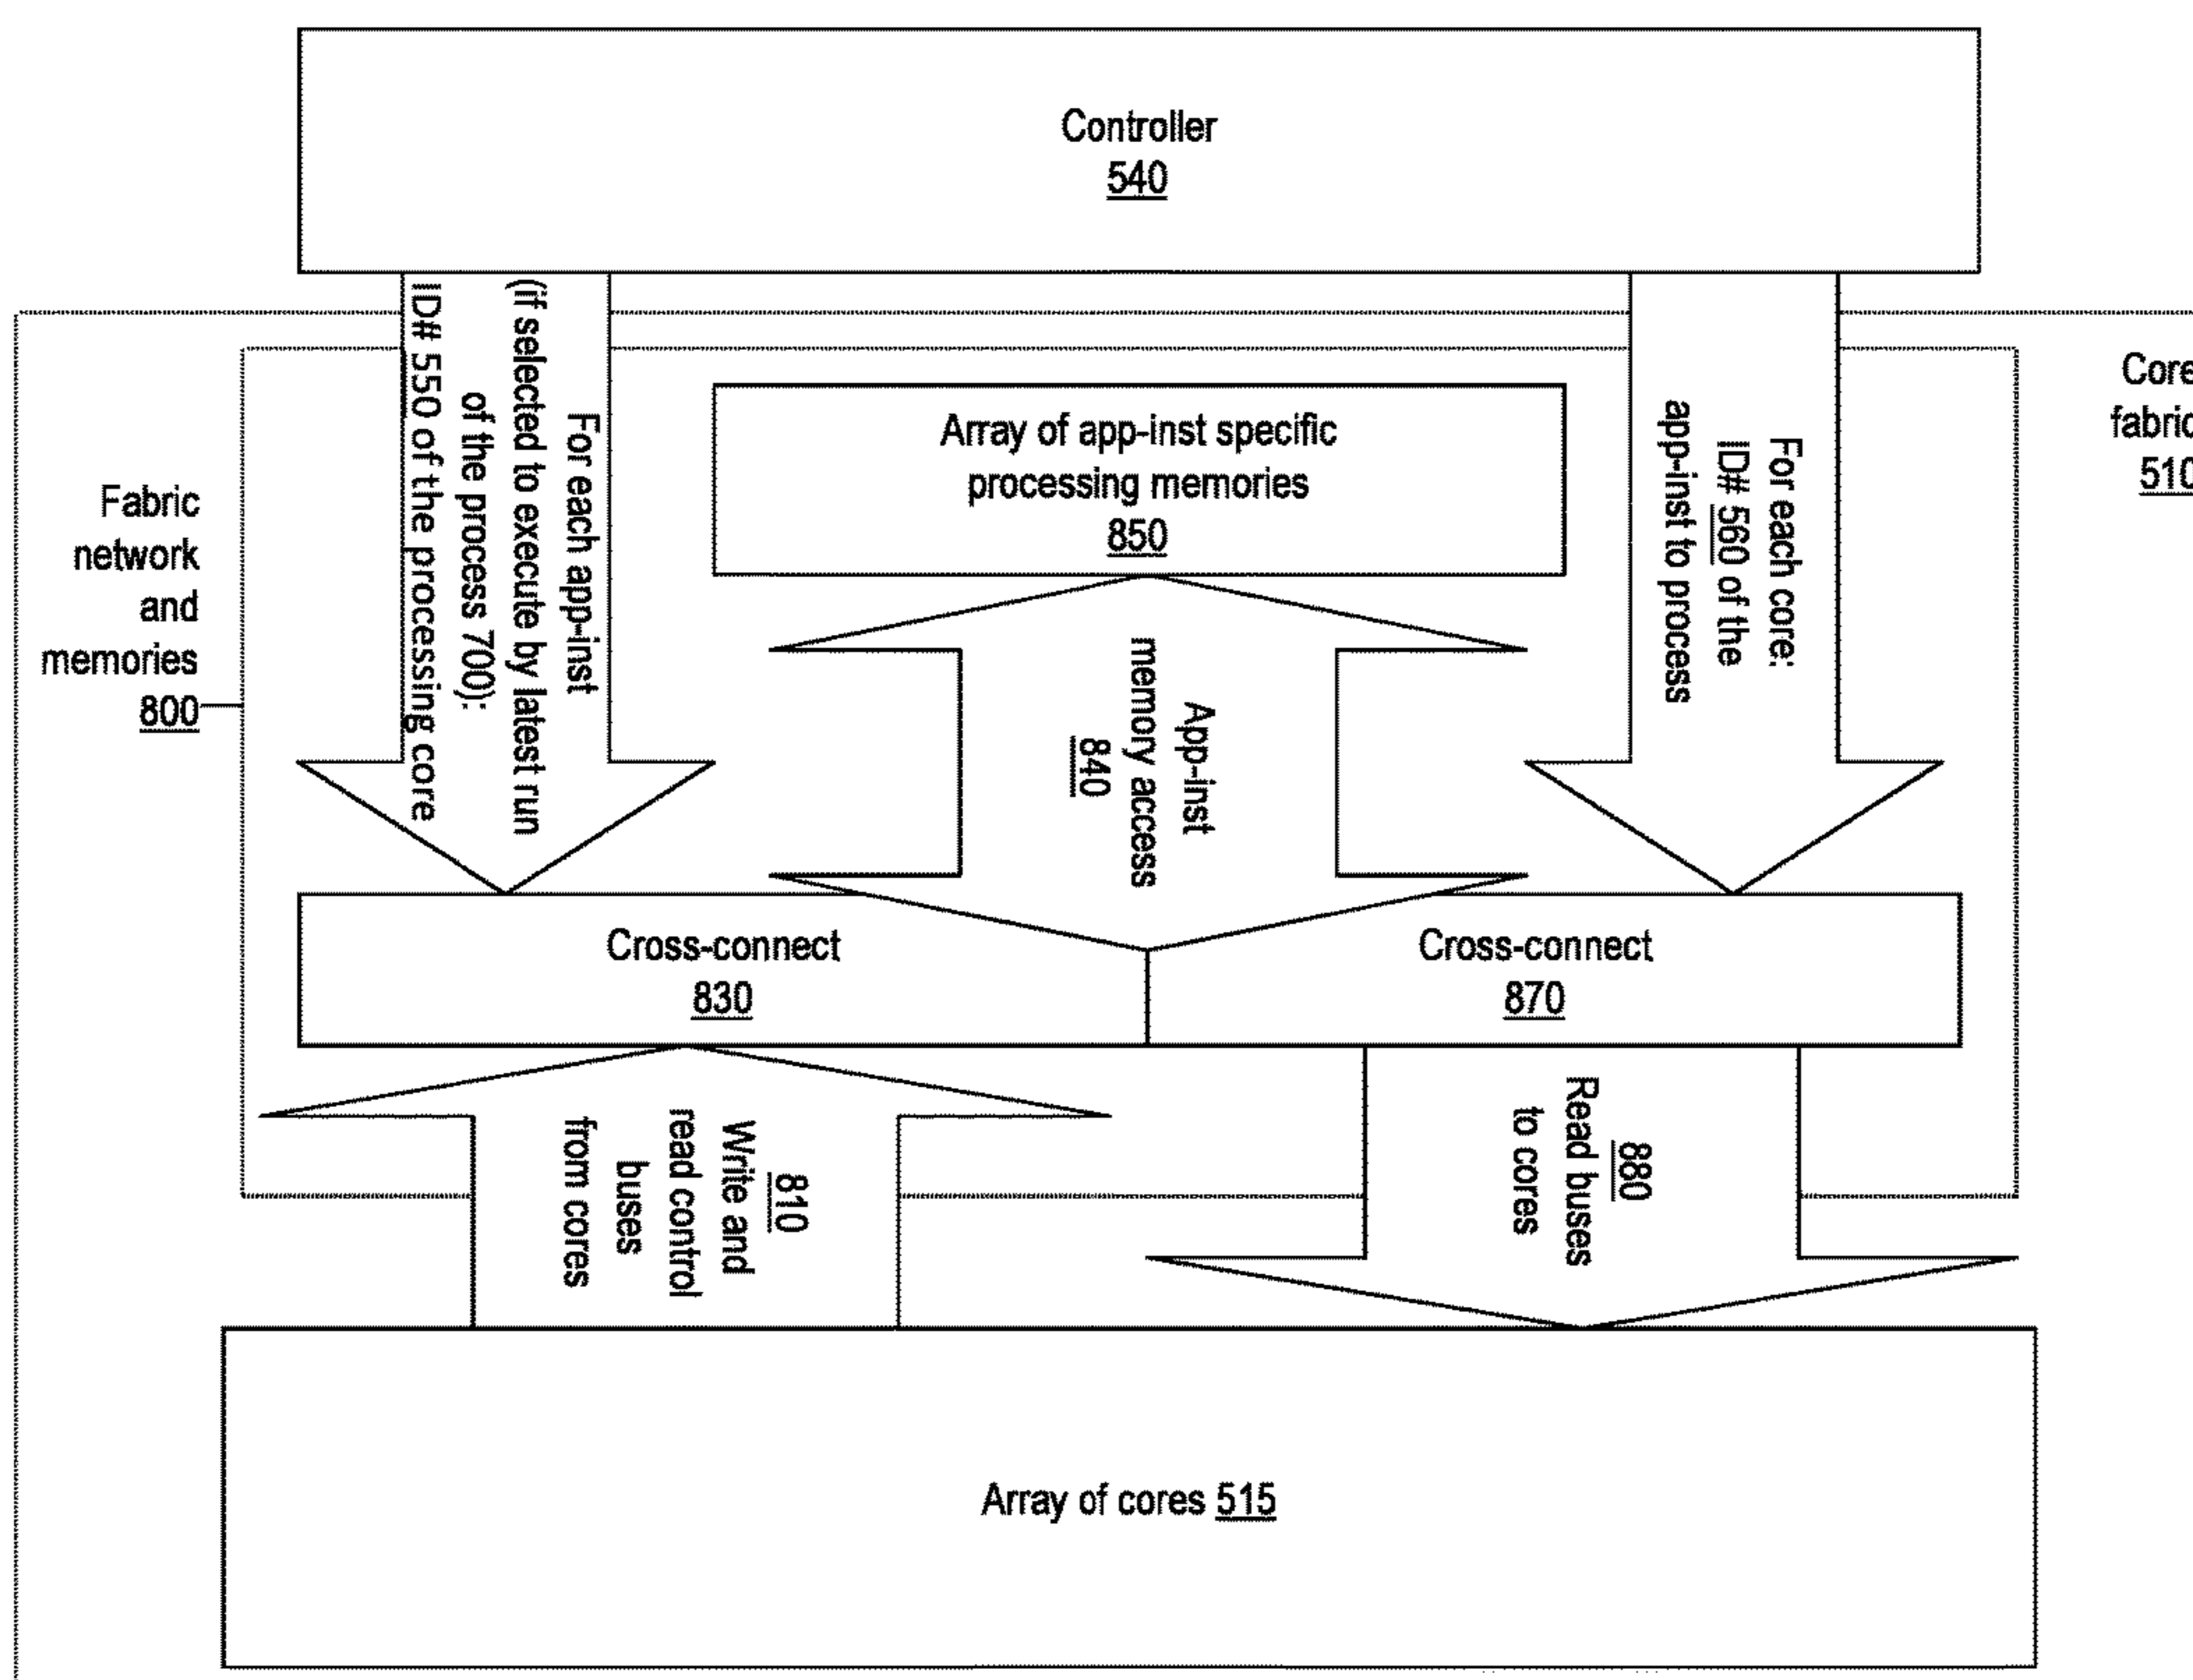 Controller
540
For each app-inst
(if selected to execute by latest run
of the process 700):
ID# 550 of the processing core
For each core:
ID# 560 of the
app-inst to process
Core
fabric
510
Array of app-inst specific
processing memories
850
Fabric
network
and
memories
800
App-inst
memory access
840
Cross-connect
830
Cross-connect
870
810
Write and
read control
buses
from cores
880
Read buses
to cores
Array of cores 515